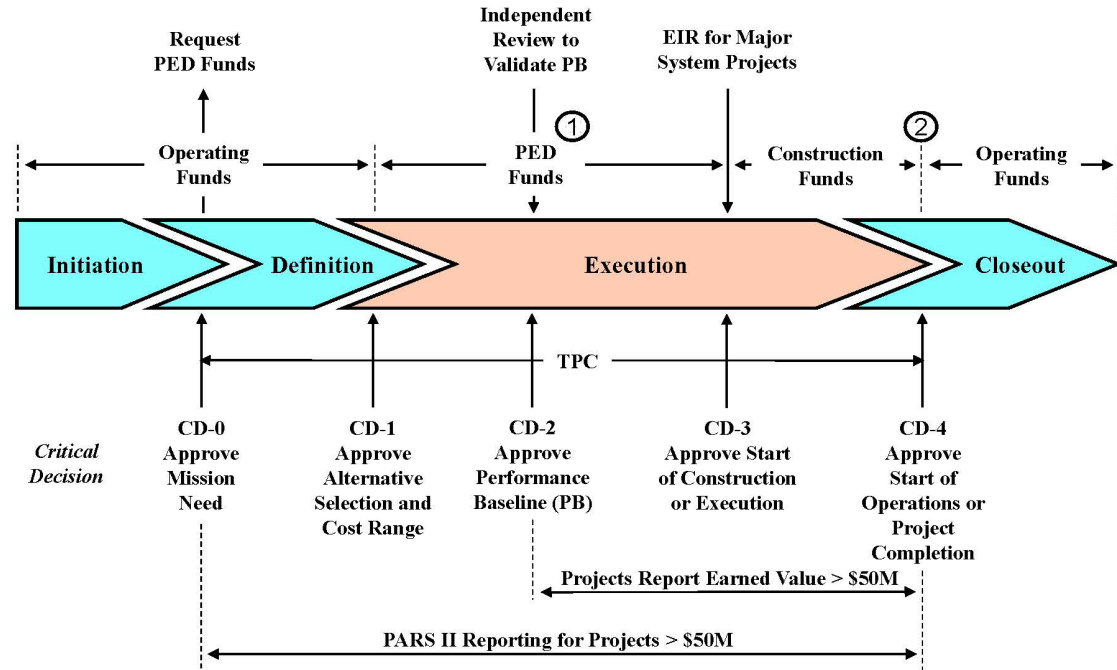 Request
PED Funds
Independent
Review to
Validate PB
EIR for Major
System Projects
1
2
Operating
Funds
PED
Funds
Construction
Funds
Operating
Funds
Initiation
Definition
Execution
Closeout
TPC
Critical
Decision
CD-0
Approve
Mission
Need
CD-1
Approve
Alternative
Selection and
Cost Range
CD-2
Approve
Performance
Baseline (PB)
CD-3
Approve Start
of Construction
or Execution
CD-4
Approve
Start of
Operations or
Project
Completion
Projects Report Earned Value > $50M
PARS II Reporting for Projects > $50M